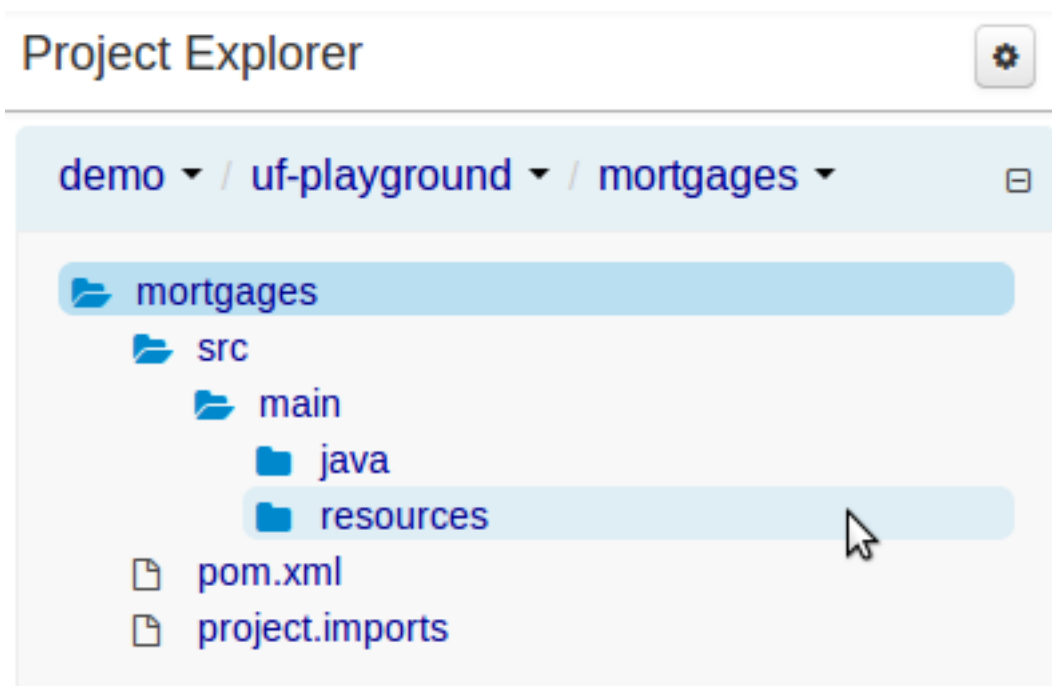 Project Explorer
demo / uf-playground / mortgages
mortgages
src
main
java
resources
pom.xml
project.imports